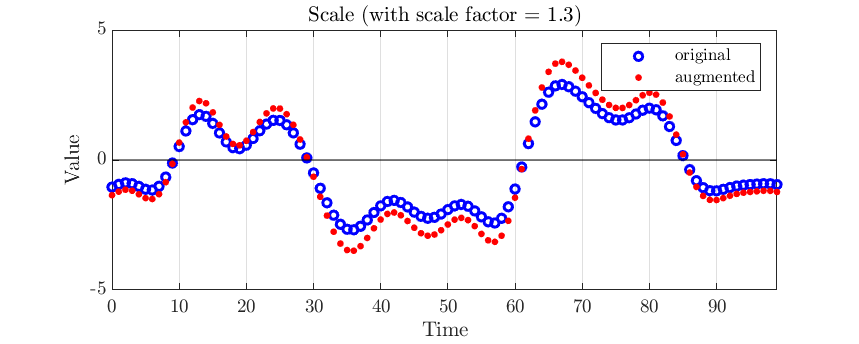 Scale (with scale factor = 1.3)
original
augmented
5
0
-5
Value
0 10 20 30 40 50 60 70 80 90
Time